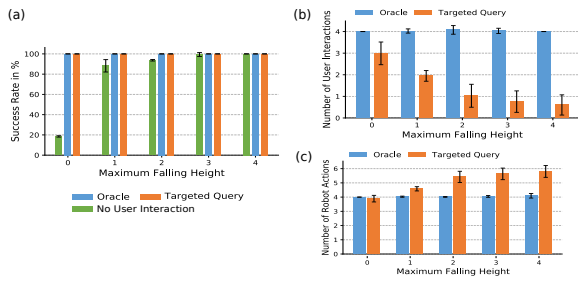 (a)
Success Rate in %
100
80
60
40
20
0
0 1 2 3 4
Maximum Falling Height
Oracle Targeted Query
No User Interaction
(b)
Oracle Targeted Query
Number of User Interactions
4
3
2
1
0
0 1 2 3 4
Maximum Falling Height
(c)
Oracle Targeted Query
Number of Robot Actions
6
5
4
3
2
1
0
0 1 2 3 4
Maximum Falling Height